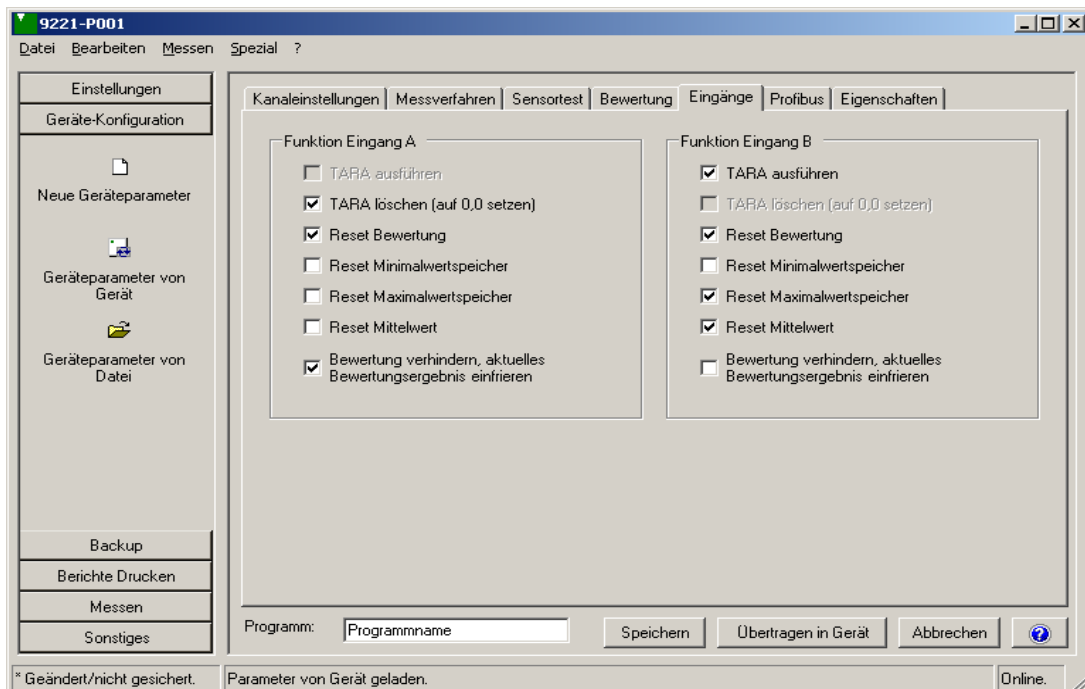 9221-P001
Datei Bearbeiten Messen Spezial ?
Einstellungen
Geräte-Konfiguration
Neue Geräteparameter
Geräteparameter von
Gerät
Geräteparameter von
Datei
Backup
Berichte Drucken
Messen
Sonstiges
Kanaleinstellungen Messverfahren Sensortest Bewertung Eingänge Profibus Eigenschaften
Funktion Eingang A
TARA ausführen
TARA löschen (auf 0,0 setzen)
Reset Bewertung
Reset Minimalwertspeicher
Reset Maximalwertspeicher
Reset Mittelwert
Bewertung verhindern, aktuelles
Bewertungsergebnis einfrieren
Funktion Eingang B
TARA ausführen
TARA löschen (auf 0,0 setzen)
Reset Bewertung
Reset Minimalwertspeicher
Reset Maximalwertspeicher
Reset Mittelwert
Bewertung verhindern, aktuelles
Bewertungsergebnis einfrieren
Programm: Programmname Speichern Übertragen in Gerät Abbrechen ?
* Geändert/nicht gesichert. Parameter von Gerät geladen. Online.